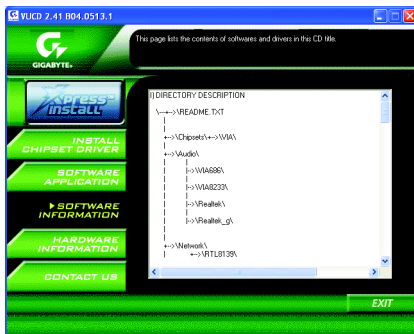 VUCD 2.41 B04.0513.1
GIGABYTE™
This page lists the contents of softwares and drivers in this CD title.
Xpress™
INSTALL
INSTALL
CHIPSET DRIVER
SOFTWARE
APPLICATION
SOFTWARE
INFORMATION
HARDWARE
INFORMATION
CONTACT US
I) DIRECTORY DESCRIPTION
\--+-->\README.TXT
|
+-->\Chipsets\+-->\VIA\
|
+-->\Audio\
| |
| |-->\VIA686\
| |
| |-->\VIA8233\
| |
| |-->\Realtek\
| |
| |-->\Realtek_g\
|
|
+-->\Network\
| +-->\RTL8139\
EXIT